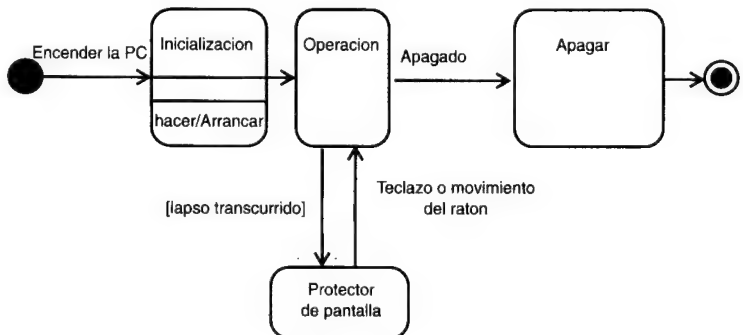 Encender la PC
Inicializacion
hacer/Arrancar
Operacion
Apagado
Apagar
[lapso transcurrido]
Teclazo o movimiento
del raton
Protector
de pantalla